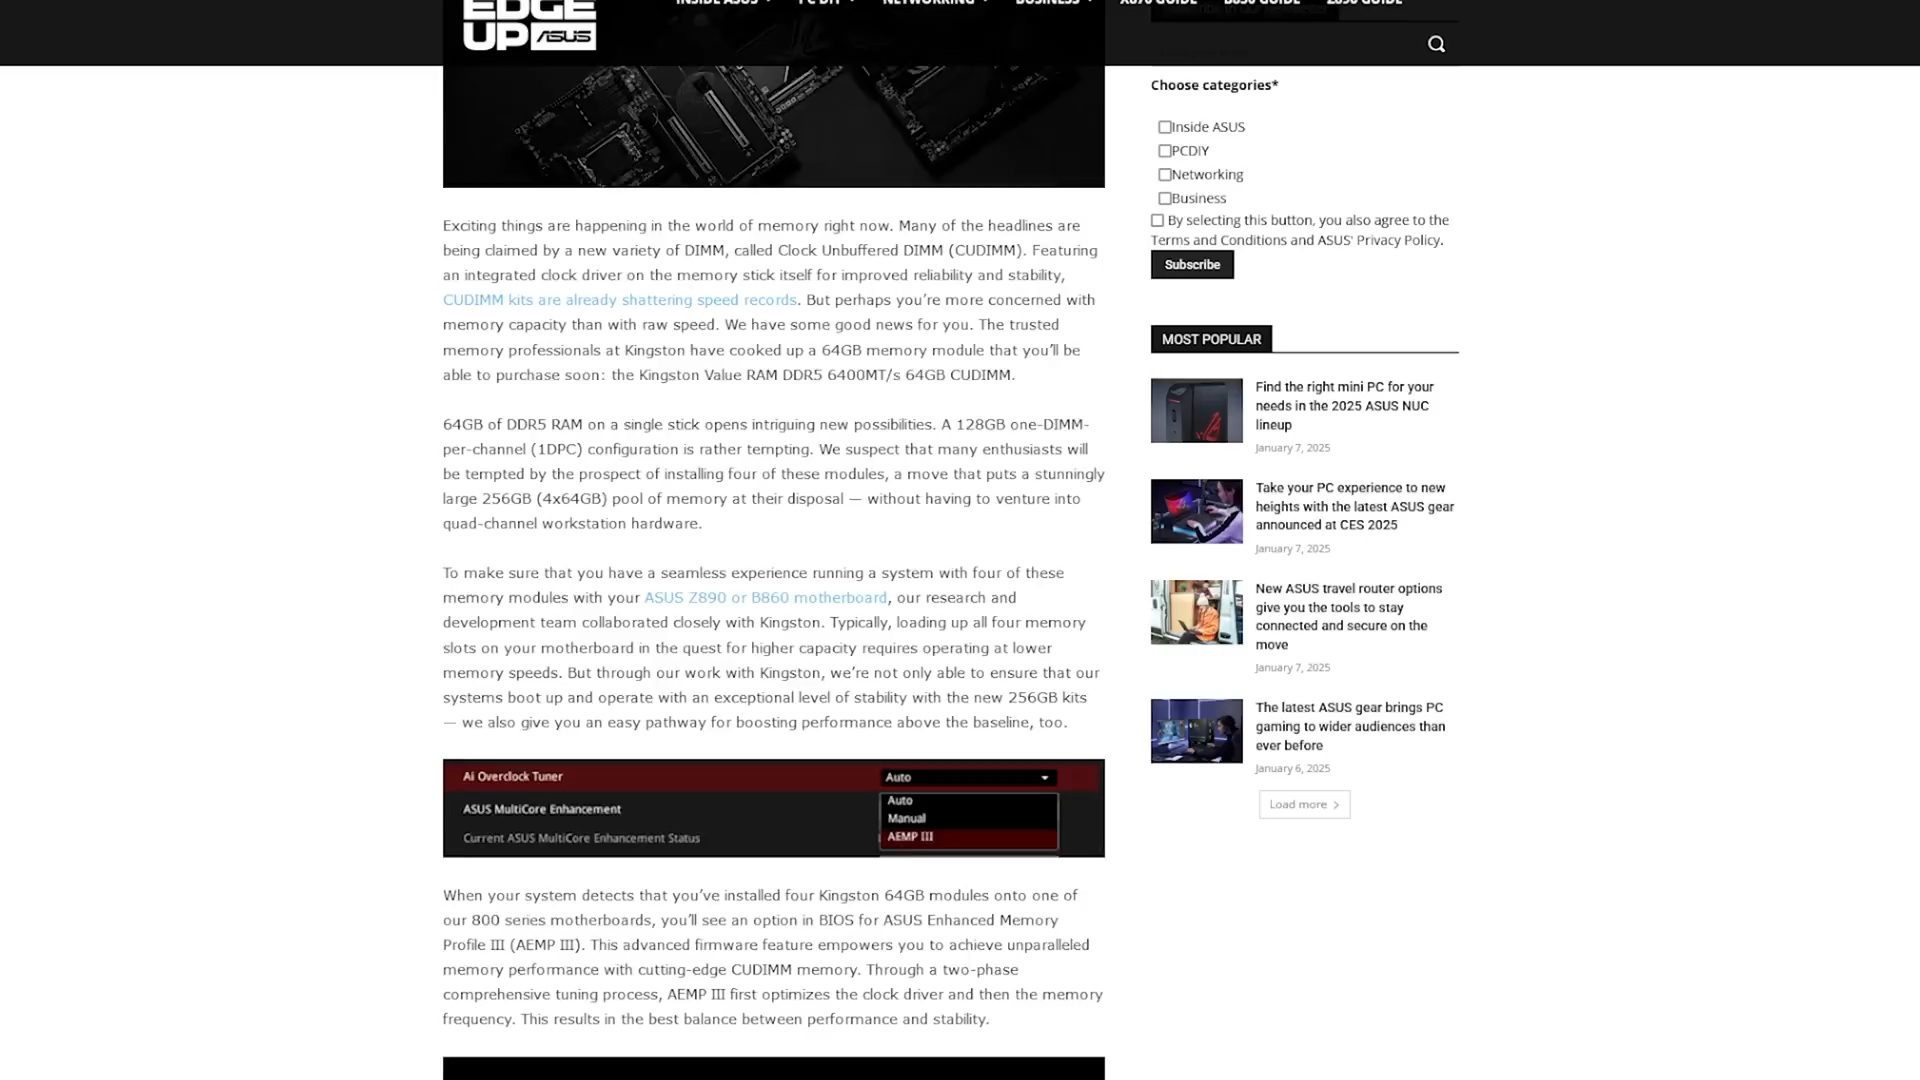 EDGE
UP ASUS
INSIDE ASUS
PC DIY
NETWORKING
BUSINESS
X870 GUIDE
B850 GUIDE
Z890 GUIDE
Exciting things are happening in the world of memory right now. Many of the headlines are
being claimed by a new variety of DIMM, called Clock Unbuffered DIMM (CUDIMM). Featuring
an integrated clock driver on the memory stick itself for improved reliability and stability,
CUDIMM kits are already shattering speed records. But perhaps you’re more concerned with
memory capacity than with raw speed. We have some good news for you. The trusted
memory professionals at Kingston have cooked up a 64GB memory module that you’ll be
able to purchase soon: the Kingston Value RAM DDR5 6400MT/s 64GB CUDIMM.
64GB of DDR5 RAM on a single stick opens intriguing new possibilities. A 128GB one-DIMM-
per-channel (1DPC) configuration is rather tempting. We suspect that many enthusiasts will
be tempted by the prospect of installing four of these modules, a move that puts a stunningly
large 256GB (4x64GB) pool of memory at their disposal — without having to venture into
quad-channel workstation hardware.
To make sure that you have a seamless experience running a system with four of these
memory modules with your ASUS Z890 or B860 motherboard, our research and
development team collaborated closely with Kingston. Typically, loading up all four memory
slots on your motherboard in the quest for higher capacity requires operating at lower
memory speeds. But through our work with Kingston, we’re not only able to ensure that our
systems boot up and operate with an exceptional level of stability with the new 256GB kits
— we also give you an easy pathway for boosting performance above the baseline, too.
Ai Overclock Tuner
Auto
ASUS MultiCore Enhancement
Auto
Manual
Current ASUS MultiCore Enhancement Status
AEMP III
When your system detects that you’ve installed four Kingston 64GB modules onto one of
our 800 series motherboards, you’ll see an option in BIOS for ASUS Enhanced Memory
Profile III (AEMP III). This advanced firmware feature empowers you to achieve unparalleled
memory performance with cutting-edge CUDIMM memory. Through a two-phase
comprehensive tuning process, AEMP III first optimizes the clock driver and then the memory
frequency. This results in the best balance between performance and stability.
Choose categories*
Inside ASUS
PCDIY
Networking
Business
By selecting this button, you also agree to the
Terms and Conditions and ASUS' Privacy Policy.
Subscribe
MOST POPULAR
Find the right mini PC for your
needs in the 2025 ASUS NUC
lineup
January 7, 2025
Take your PC experience to new
heights with the latest ASUS gear
announced at CES 2025
January 7, 2025
New ASUS travel router options
give you the tools to stay
connected and secure on the
move
January 7, 2025
The latest ASUS gear brings PC
gaming to wider audiences than
ever before
January 6, 2025
Load more